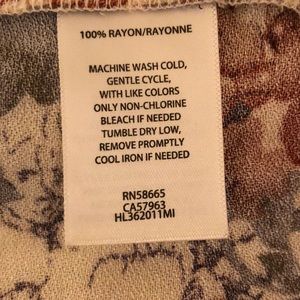 100% RAYON/RAYONNE
MACHINE WASH COLD,
GENTLE CYCLE,
WITH LIKE COLORS
ONLY NON-CHLORINE
BLEACH IF NEEDED
TUMBLE DRY LOW,
REMOVE PROMPTLY
COOL IRON IF NEEDED
RN58665
CA57963
HL362011MI